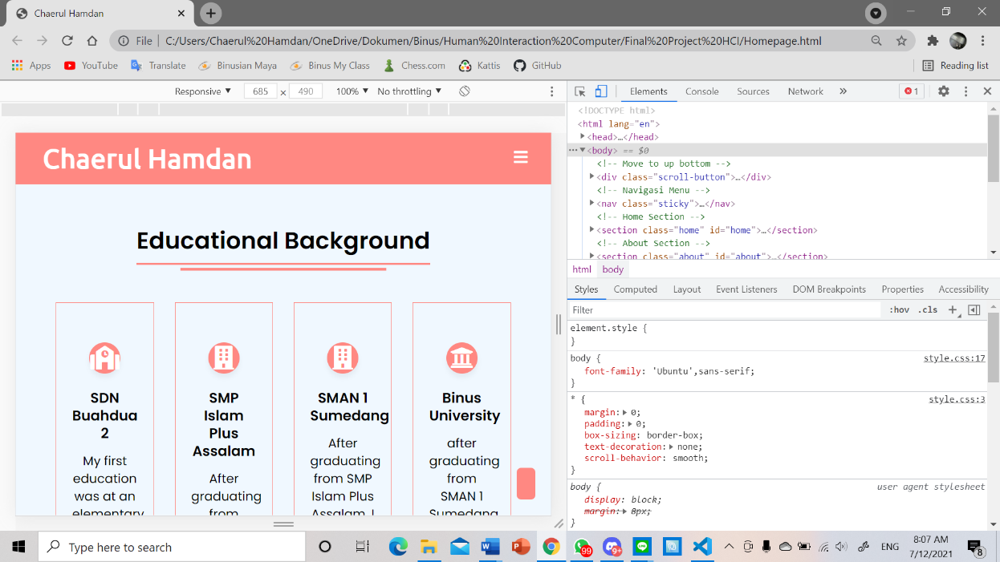 Chaerul Hamdan
File
C:/Users/Chaerul%20Hamdan/OneDrive/Dokumen/Binus/Human%20Interaction%20Computer/Final%20Project%20HCI/Homepage.html
Apps YouTube Translate Binusian Maya Binus My Class Chess.com Kattis GitHub Reading list
Responsive 685 x 490 100% No throttling
Chaerul Hamdan
Educational Background
SDN
Buahdua
2
My first
education
was at an
elementary
SMP
Islam
Plus
Assalam
After
graduating
from
SMAN 1
Sumedang
After
graduating
from SMP
Islam Plus
Assalam, I
Binus
University
after
graduating
from
SMAN 1
Sumedang
Elements Console Sources Network » 1
<!DOCTYPE html>
<html lang="en">
<head>…</head>
<body> == $0
<!-- Move to up bottom -->
<div class="scroll-button">…</div>
<!-- Navigasi Menu -->
<nav class="sticky">…</nav>
<!-- Home Section -->
<section class="home" id="home">…</section>
<!-- About Section -->
<section class="about" id="about">…</section>
html body
Styles Computed Layout Event Listeners DOM Breakpoints Properties Accessibility
Filter :hov .cls +
element.style {
}
body { style.css:17
font-family: 'Ubuntu',sans-serif;
}
* { style.css:3
margin: 0;
padding: 0;
box-sizing: border-box;
text-decoration: none;
scroll-behavior: smooth;
}
body { user agent stylesheet
display: block;
margin: 8px;
}
Type here to search
99
9+
ENG
8:07 AM
7/12/2021
8